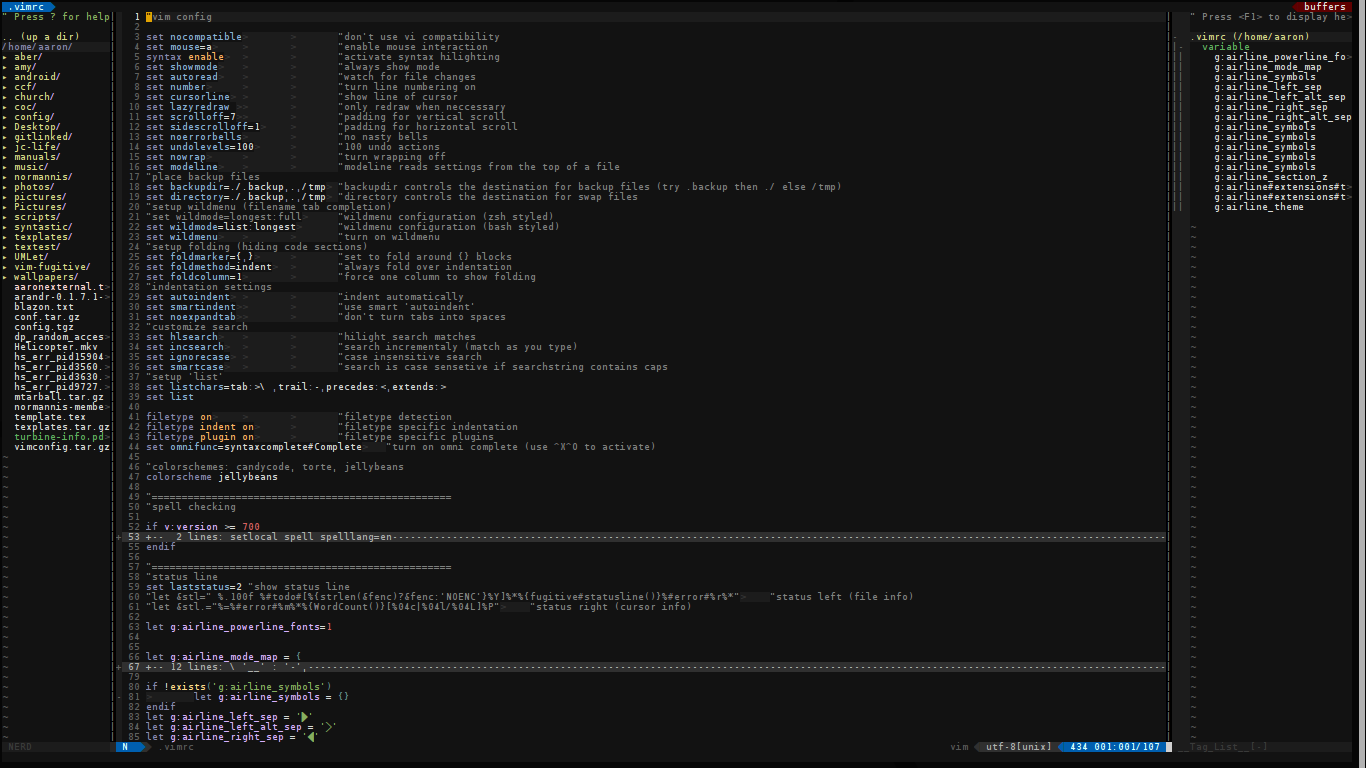 .vimrc
buffers
" Press ? for help
.. (up a dir)
/home/aaron/
▸ aber/
▸ amy/
▸ android/
▸ ccf/
▸ church/
▸ coc/
▸ config/
▸ Desktop/
▸ gitlinked/
▸ jc-life/
▸ manuals/
▸ music/
▸ normannis/
▸ photos/
▸ pictures/
▸ Pictures/
▸ scripts/
▸ syntastic/
▸ templates/
▸ textest/
▸ UMLet/
▸ vim-fugitive/
▸ wallpapers/
aaronexternal.t>
arandr-0.1.7.1->
blazon.txt
conf.tar.gz
config.tgz
dp_random_acces>
Helicopter.mkv
hs_err_pid15904>
hs_err_pid3560.>
hs_err_pid3630.>
hs_err_pid9727.>
mtarball.tar.gz
normannis-membe>
template.tex
texplates.tar.gz
turbine-info.pd>
vimconfig.tar.gz
NERD
1 "vim config
2
3 set nocompatible> > "don't use vi compatibility
4 set mouse=a> > > "enable mouse interaction
5 syntax enable> > > "activate syntax hilighting
6 set showmode> > > "always show mode
7 set autoread> > > "watch for file changes
8 set number> > > "turn line numbering on
9 set cursorline> > > "show line of cursor
10 set lazyredraw >> > "only redraw when neccessary
11 set scrolloff=7> > "padding for vertical scroll
12 set sidescrolloff=1> > "padding for horizontal scroll
13 set noerrorbells> > "no nasty bells
14 set undolevels=100> > "100 undo actions
15 set nowrap> > > "turn wrapping off
16 set modeline> > > "modeline reads settings from the top of a file
17 "place backup files
18 set backupdir=./.backup,.,/tmp> "backupdir controls the destination for backup files (try .backup then ./ else /tmp)
19 set directory=./.backup,.,/tmp> "directory controls the destination for swap files
20 "setup wildmenu (filename tab completion)
21 "set wildmode=longest:full> > "wildmenu configuration (zsh styled)
22 set wildmode=list:longest> > "wildmenu configuration (bash styled)
23 set wildmenu> > > "turn on wildmenu
24 "setup folding (hiding code sections)
25 set foldmarker={,}> > "set to fold around {} blocks
26 set foldmethod=indent> > "always fold over indentation
27 set foldcolumn=1> > "force one column to show folding
28 "indentation settings
29 set autoindent> > > "indent automatically
30 set smartindent>> > "use smart 'autoindent'
31 set noexpandtab>> > "don't turn tabs into spaces
32 "customize search
33 set hlsearch> > > "hilight search matches
34 set incsearch> > > "search incrementaly (match as you type)
35 set ignorecase> > > "case insensitive search
36 set smartcase> > > "search is case sensetive if searchstring contains caps
37 "setup 'list'
38 set listchars=tab:>\ ,trail:-,precedes:<,extends:>
39 set list
40
41 filetype on> > > "filetype detection
42 filetype indent on> > "filetype specific indentation
43 filetype plugin on> > "filetype specific plugins
44 set omnifunc=syntaxcomplete#Complete> "turn on omni complete (use ^X^O to activate)
45
46 "colorschemes: candycode, torte, jellybeans
47 colorscheme jellybeans
48
49 "==================================================
50 "spell checking
51
52 if v:version >= 700
53 +-- 2 lines: setlocal spell spelllang=en
55 endif
56
57 "==================================================
58 "status line
59 set laststatus=2 "show status line
60 "let &stl=" %.100f %#todo#[%{strlen(&fenc)?&fenc:'NOENC'}%Y]%*%{fugitive#statusline()}%#error#%r%*"> "status left (file info)
61 "let &stl.="%=%#error#%m%*%{WordCount()}[%04c|%04l/%04L]%P"> "status right (cursor info)
62
63 let g:airline_powerline_fonts=1
64
65
66 let g:airline_mode_map = {
67 +-- 12 lines: \ '__' : '-',
79
80 if !exists('g:airline_symbols')
81 > let g:airline_symbols = {}
82 endif
83 let g:airline_left_sep = ''
84 let g:airline_left_alt_sep = ''
85 let g:airline_right_sep = ''
N .vimrc
vim utf-8[unix] 434 001:001/107
" Press <F1> to display he>
.vimrc (/home/aaron)
variable
g:airline_powerline_fo>
g:airline_mode_map
g:airline_symbols
g:airline_left_sep
g:airline_left_alt_sep
g:airline_right_sep
g:airline_right_alt_sep
g:airline_symbols
g:airline_symbols
g:airline_symbols
g:airline_symbols
g:airline_symbols
g:airline_section_z
g:airline#extensions#t>
g:airline#extensions#t>
g:airline_theme
__Tag_List__[-]